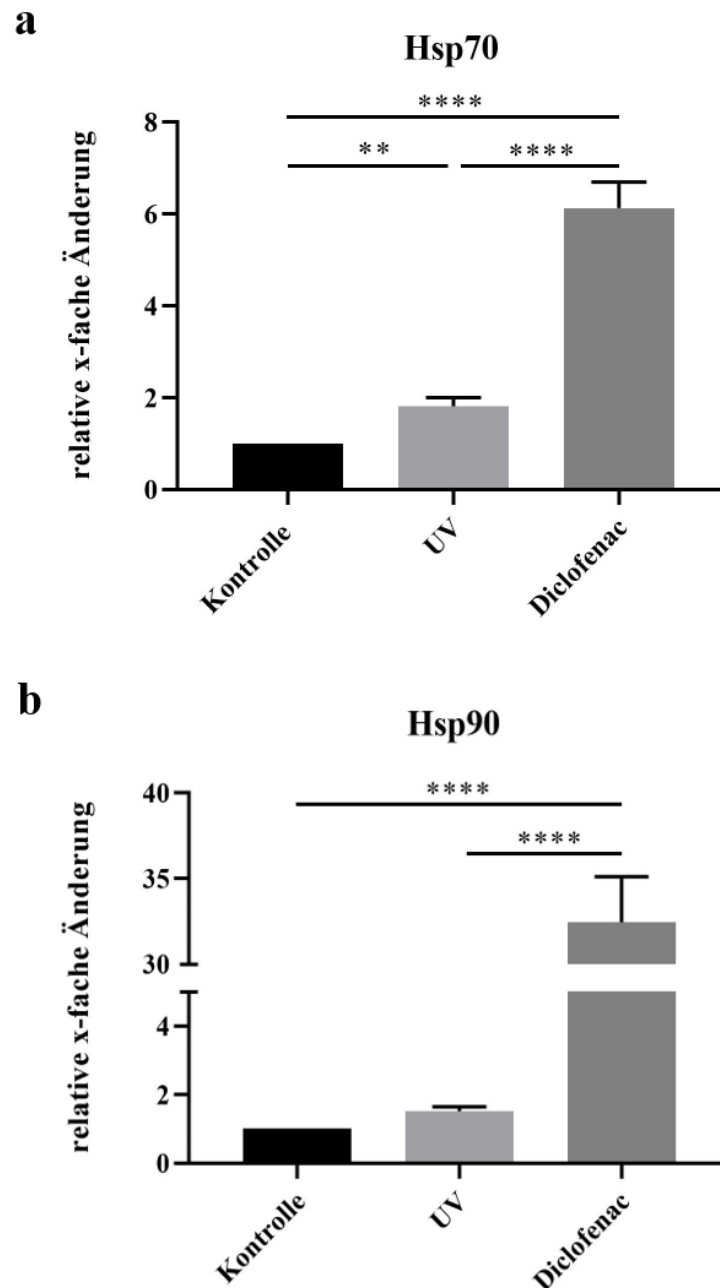 a
Hsp70
****
** ****
relative x-fache Änderung
8
6
4
2
0
Kontrolle
UV
Diclofenac
b
Hsp90
****
****
relative x-fache Änderung
40
35
30
4
2
0
Kontrolle
UV
Diclofenac